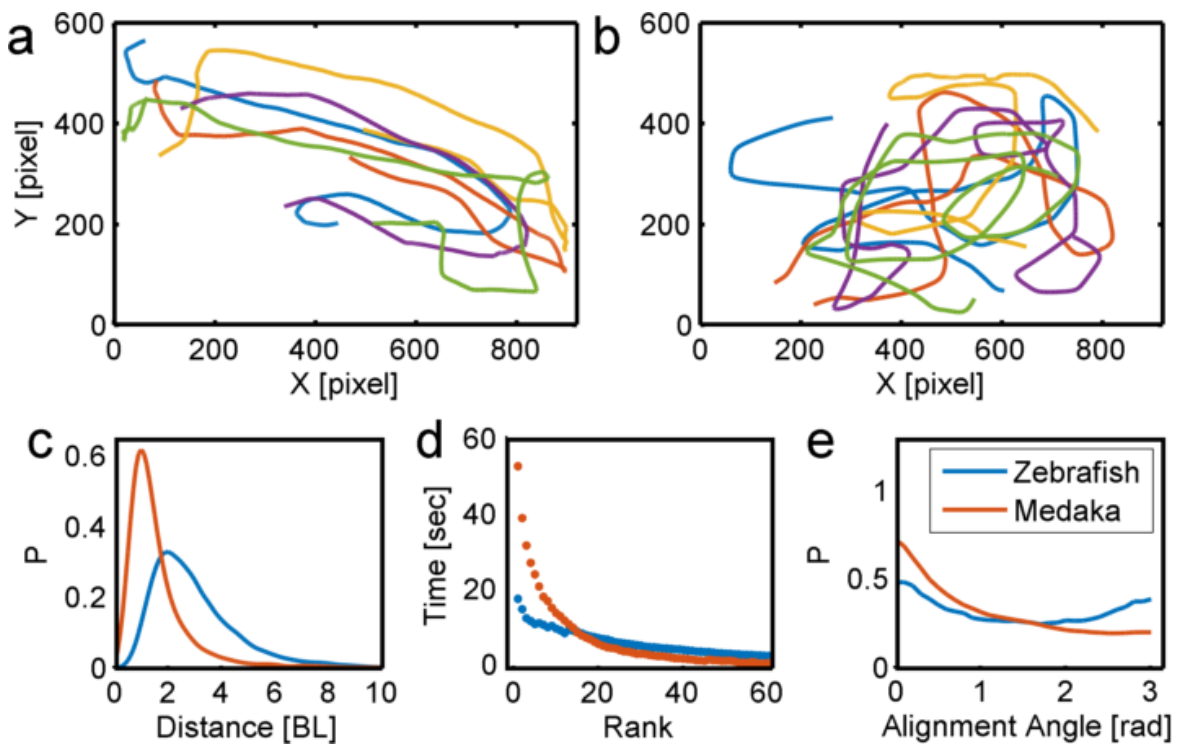 a
600
400
200
0
Y [pixel]
0 200 400 600 800
X [pixel]
b
600
400
200
0
0 200 400 600 800
X [pixel]
c
0.6
0.4
0.2
0
P
0 2 4 6 8 10
Distance [BL]
d
60
40
20
0
Time [sec]
0 20 40 60
Rank
e
1
0.5
0
P
Zebrafish
Medaka
0 1 2 3
Alignment Angle [rad]